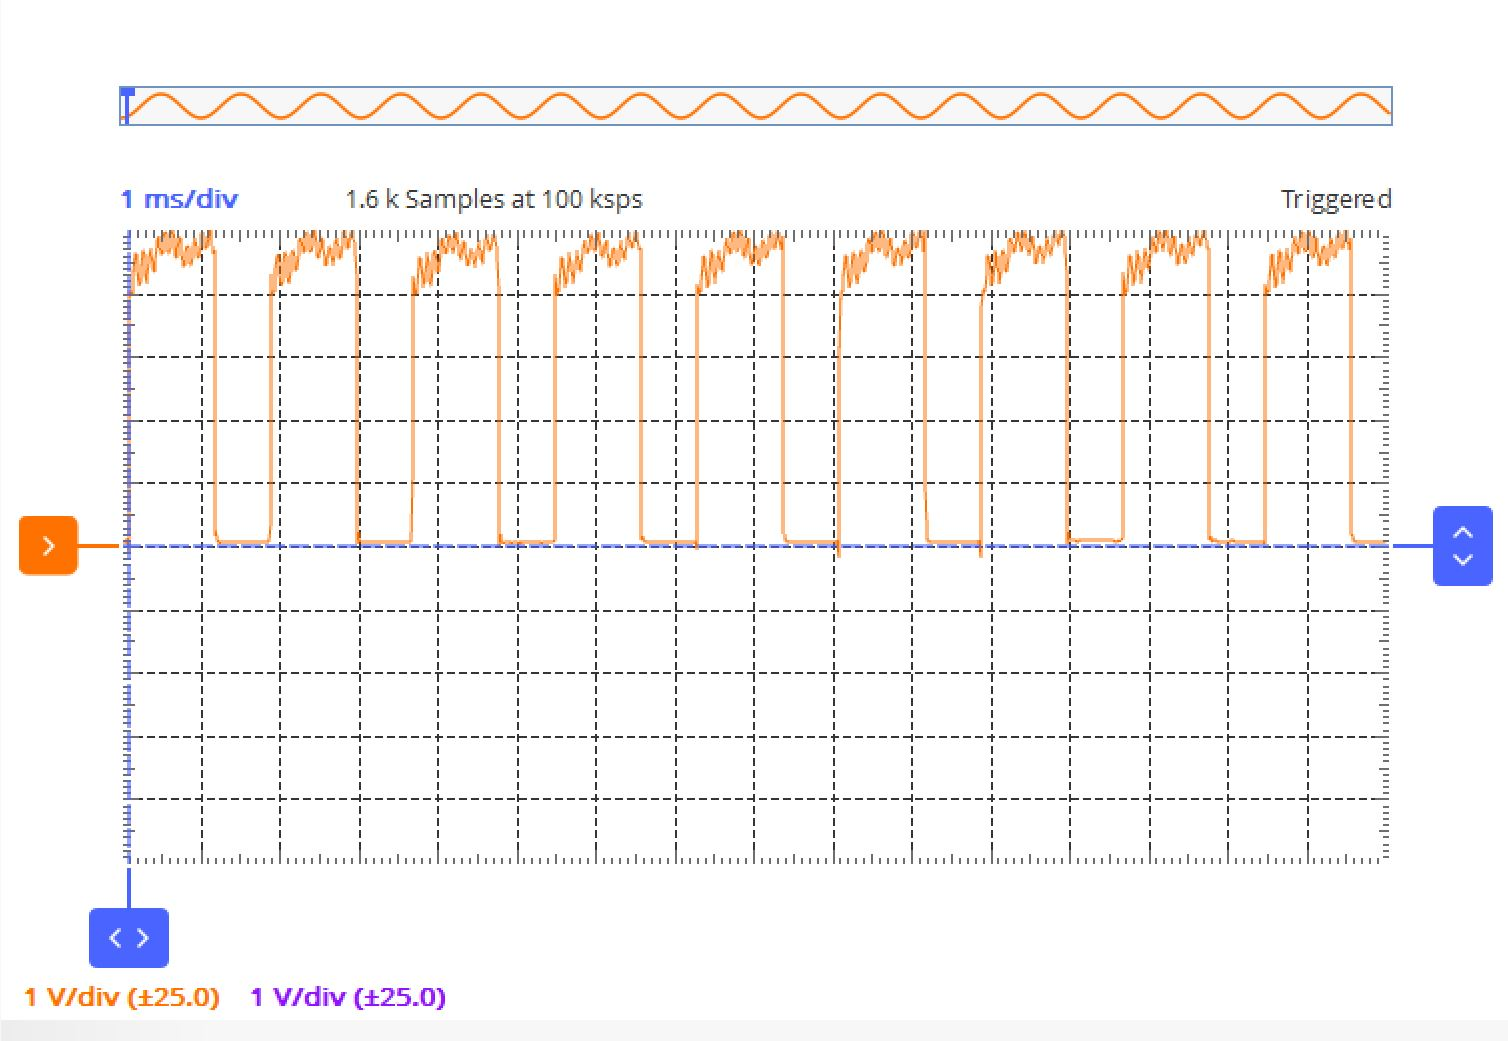 1 ms/div 1.6 k Samples at 100 ksps Triggered
1 V/div (±25.0) 1 V/div (±25.0)